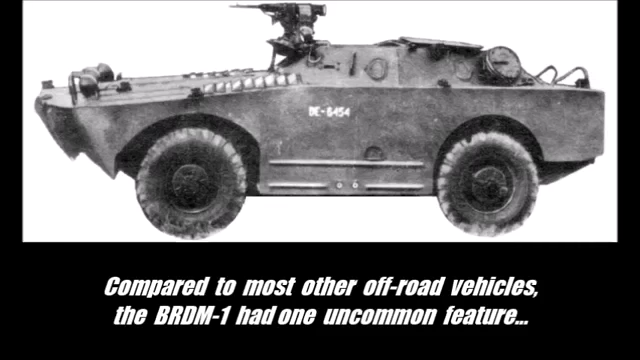 DE-6454
Compared to most other off-road vehicles,
the BRDM-1 had one uncommon feature...